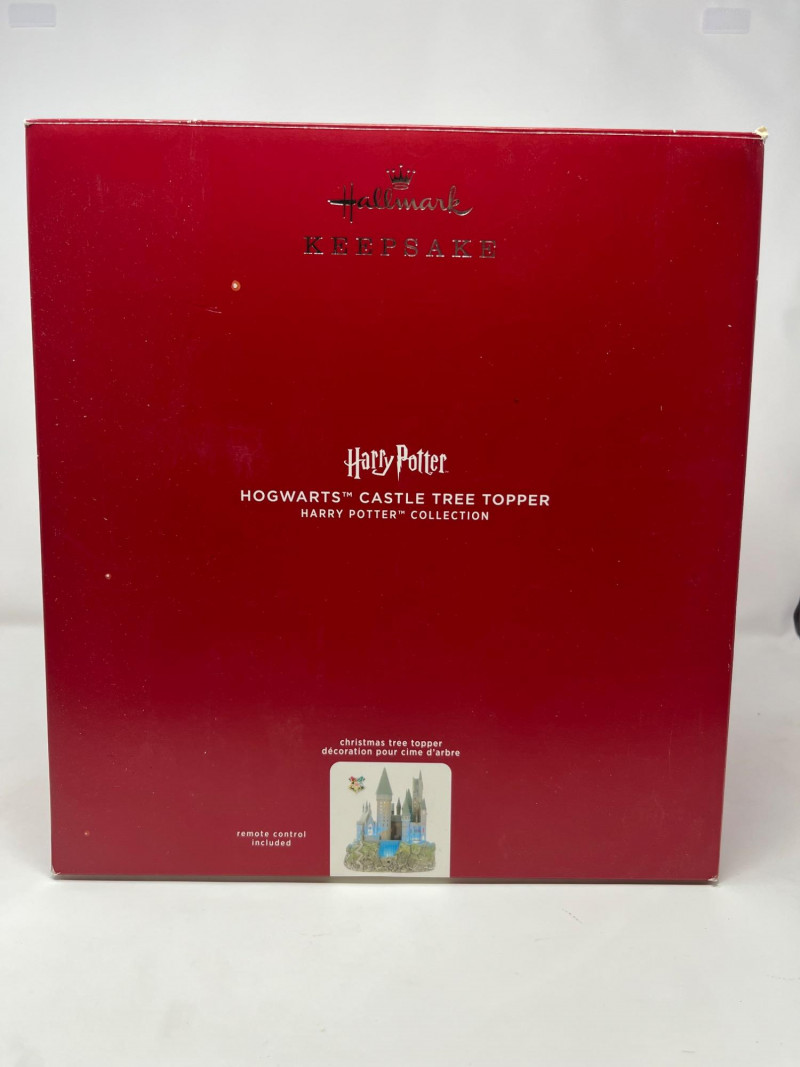 Hallmark
KEEPSAKE
Harry Potter
HOGWARTS™ CASTLE TREE TOPPER
HARRY POTTER™ COLLECTION
christmas tree topper
décoration pour cime d'arbre
remote control
included